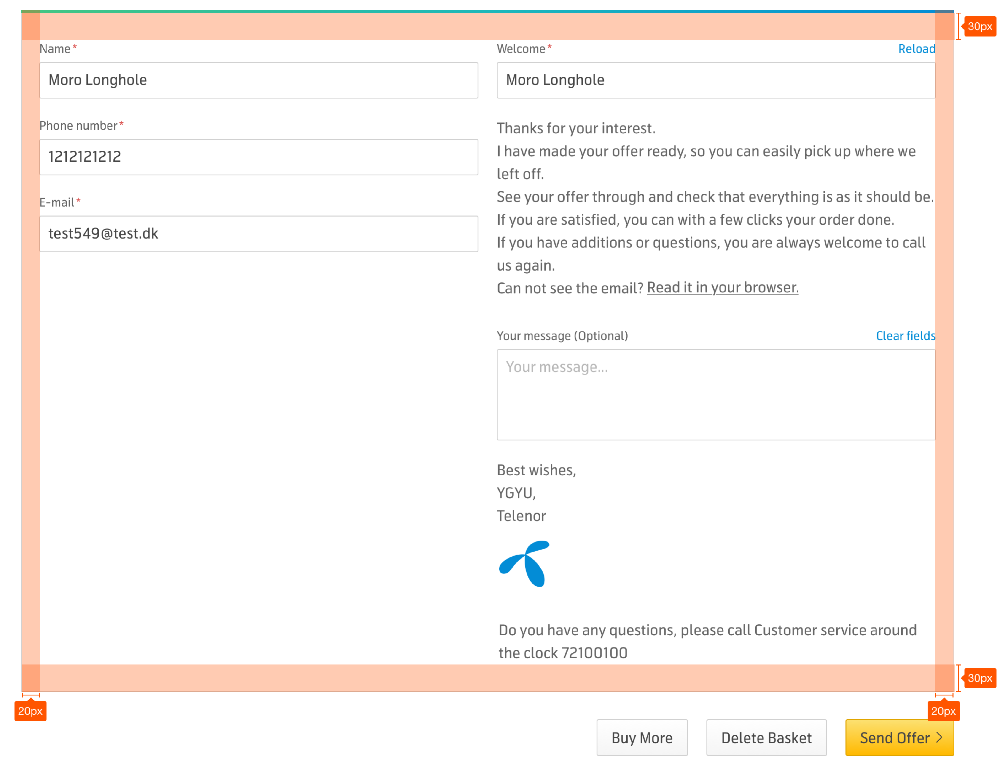 30px
Name *
Moro Longhole
Phone number *
1212121212
E-mail *
test549@test.dk
Welcome * Reload
Moro Longhole
Thanks for your interest.
I have made your offer ready, so you can easily pick up where we
left off.
See your offer through and check that everything is as it should be.
If you are satisfied, you can with a few clicks your order done.
If you have additions or questions, you are always welcome to call
us again.
Can not see the email? Read it in your browser.
Your message (Optional) Clear fields
Your message...
Best wishes,
YGYU,
Telenor
Do you have any questions, please call Customer service around
the clock 72100100
30px
20px
20px
Buy More
Delete Basket
Send Offer